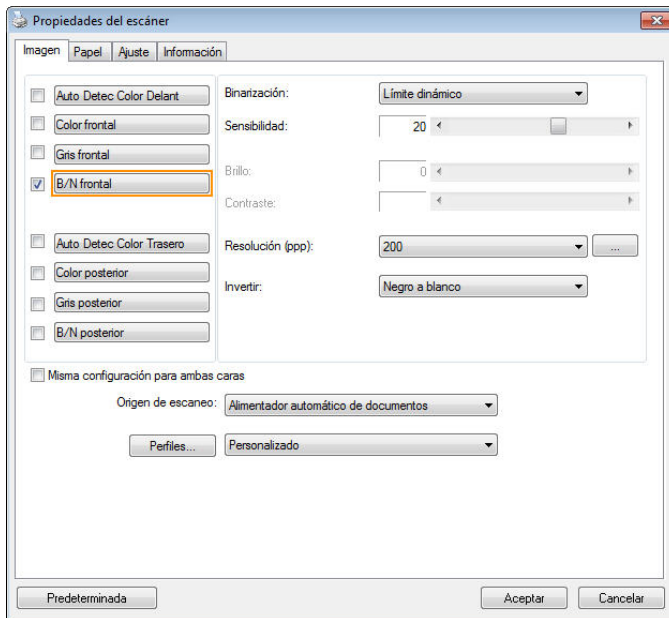 Propiedades del escáner
Imagen Papel Ajuste Información
Auto Detec Color Delant
Color frontal
Gris frontal
B/N frontal
Auto Detec Color Trasero
Color posterior
Gris posterior
B/N posterior
Binarización: Límite dinámico
Sensibilidad: 20
Brillo: 0
Contraste:
Resolución (ppp): 200 ...
Invertir: Negro a blanco
Misma configuración para ambas caras
Origen de escaneo: Alimentador automático de documentos
Perfiles... Personalizado
Predeterminada Aceptar Cancelar